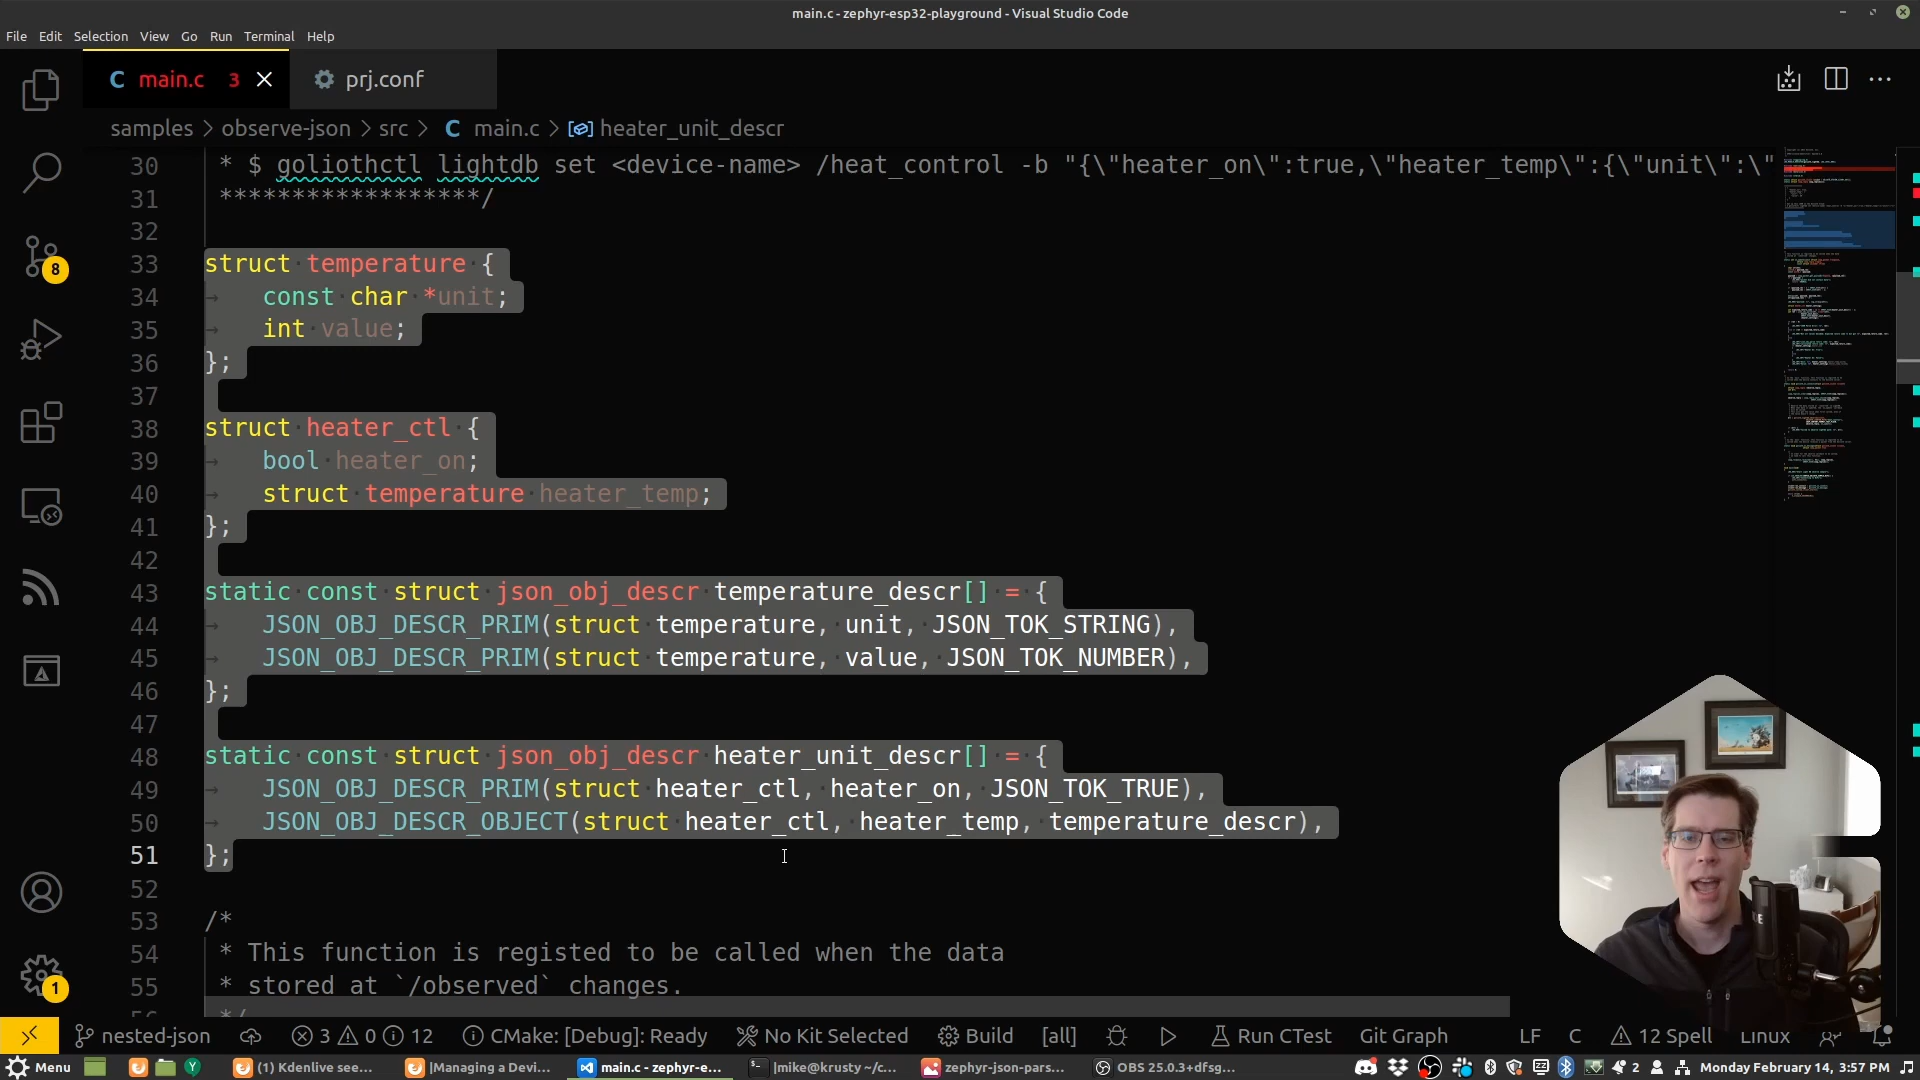 main.c - zephyr-esp32-playground - Visual Studio Code
File Edit Selection View Go Run Terminal Help
C main.c 3 prj.conf
samples > observe-json > src > C main.c > heater_unit_descr
30 * $ goliothctl lightdb set <device-name> /heat_control -b "{\"heater_on\":true,\"heater_temp\":{\"unit\":\"
31 ******************/
32
33 struct temperature {
34 const char *unit;
35 int value;
36 };
37
38 struct heater_ctl {
39 bool heater_on;
40 struct temperature heater_temp;
41 };
42
43 static const struct json_obj_descr temperature_descr[] = {
44 JSON_OBJ_DESCR_PRIM(struct temperature, unit, JSON_TOK_STRING),
45 JSON_OBJ_DESCR_PRIM(struct temperature, value, JSON_TOK_NUMBER),
46 };
47
48 static const struct json_obj_descr heater_unit_descr[] = {
49 JSON_OBJ_DESCR_PRIM(struct heater_ctl, heater_on, JSON_TOK_TRUE),
50 JSON_OBJ_DESCR_OBJECT(struct heater_ctl, heater_temp, temperature_descr),
51 };
52
53 /*
54 * This function is registed to be called when the data
55 * stored at `/observed` changes.
56 */
8
1
nested-json 3 0 12 CMake: [Debug]: Ready No Kit Selected Build [all] Run CTest Git Graph LF C 12 Spell Linux
Menu (1) Kdenlive see... |Managing a Devi... main.c - zephyr-e... |mike@krusty ~/c... zephyr-json-pars... OBS 25.0.3+dfsg... 2 Monday February 14, 3:57 PM